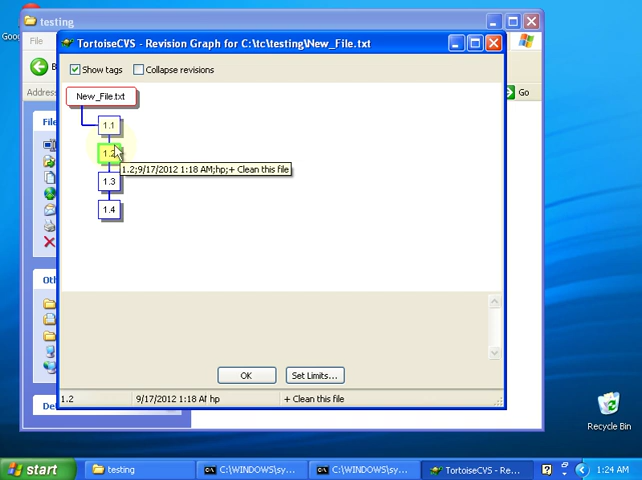 testing
Goo
File
TortoiseCVS - Revision Graph for C:\tc\testing\New_File.txt
Show tags
Collapse revisions
Address
Go
New_File.txt
File
1.1
1.2
1.2;9/17/2012 1:18 AM;hp;+ Clean this file
1.3
1.4
OK
Set Limits...
1.2
9/17/2012 1:18 AM hp
+ Clean this file
Recycle Bin
start
testing
C:\WINDOWS\sy...
C:\WINDOWS\sy...
TortoiseCVS - Re...
?
1:24 AM